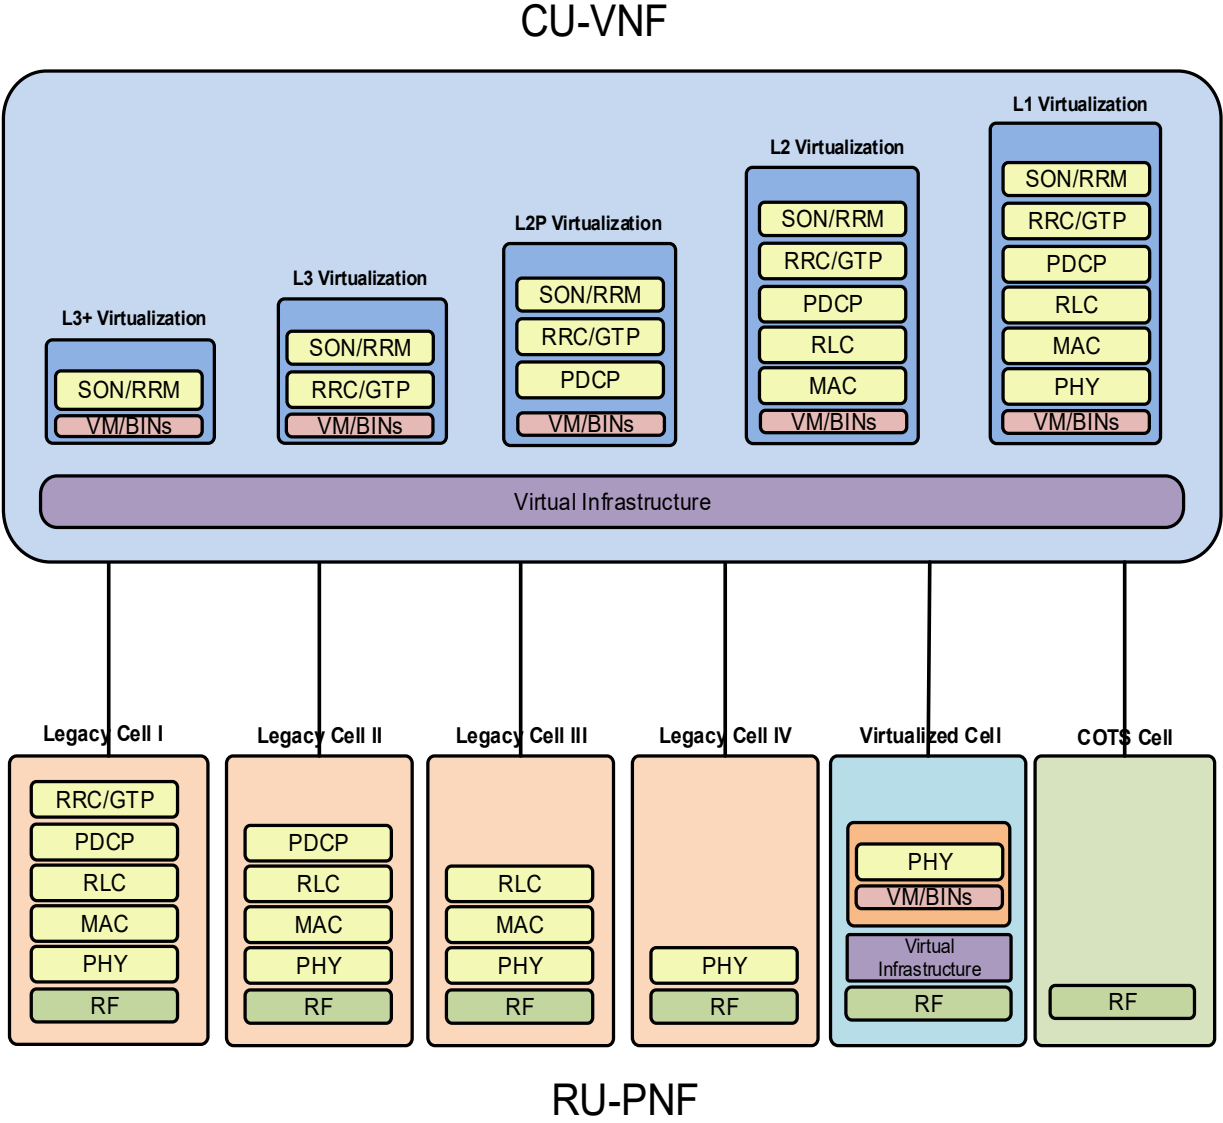 CU-VNF
L3+ Virtualization
SON/RRM
VM/BINs
L3 Virtualization
SON/RRM
RRC/GTP
VM/BINs
L2P Virtualization
SON/RRM
RRC/GTP
PDCP
VM/BINs
L2 Virtualization
SON/RRM
RRC/GTP
PDCP
RLC
MAC
VM/BINs
L1 Virtualization
SON/RRM
RRC/GTP
PDCP
RLC
MAC
PHY
VM/BINs
Virtual Infrastructure
Legacy Cell I
RRC/GTP
PDCP
RLC
MAC
PHY
RF
Legacy Cell II
PDCP
RLC
MAC
PHY
RF
Legacy Cell III
RLC
MAC
PHY
RF
Legacy Cell IV
PHY
RF
Virtualized Cell
PHY
VM/BINs
Virtual
Infrastructure
RF
COTS Cell
RF
RU-PNF